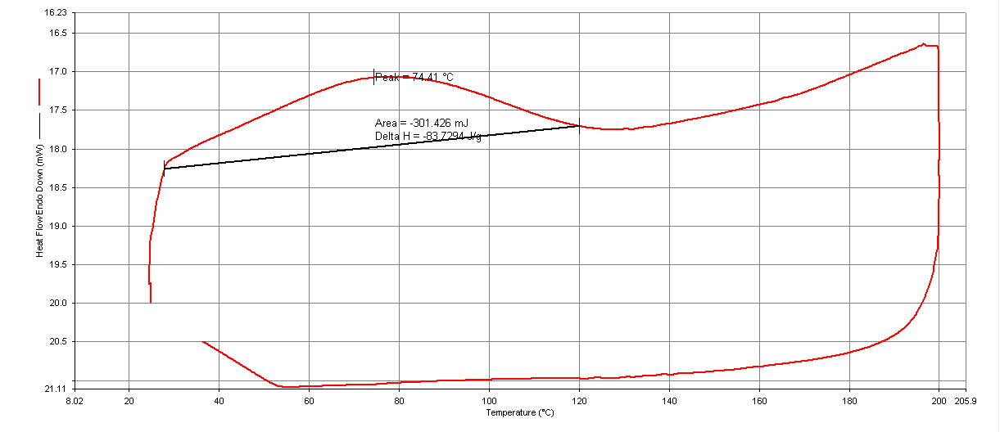 16.23
16.5
17.0
Peak = 74.41 °C
17.5
Area = -301.426 mJ
Delta H = -83.7294 J/g
18.0
18.5
19.0
19.5
20.0
20.5
21.11
Heat Flow Endo Down (mW)
8.02 20 40 60 80 100 120 140 160 180 200 205.9
Temperature (°C)